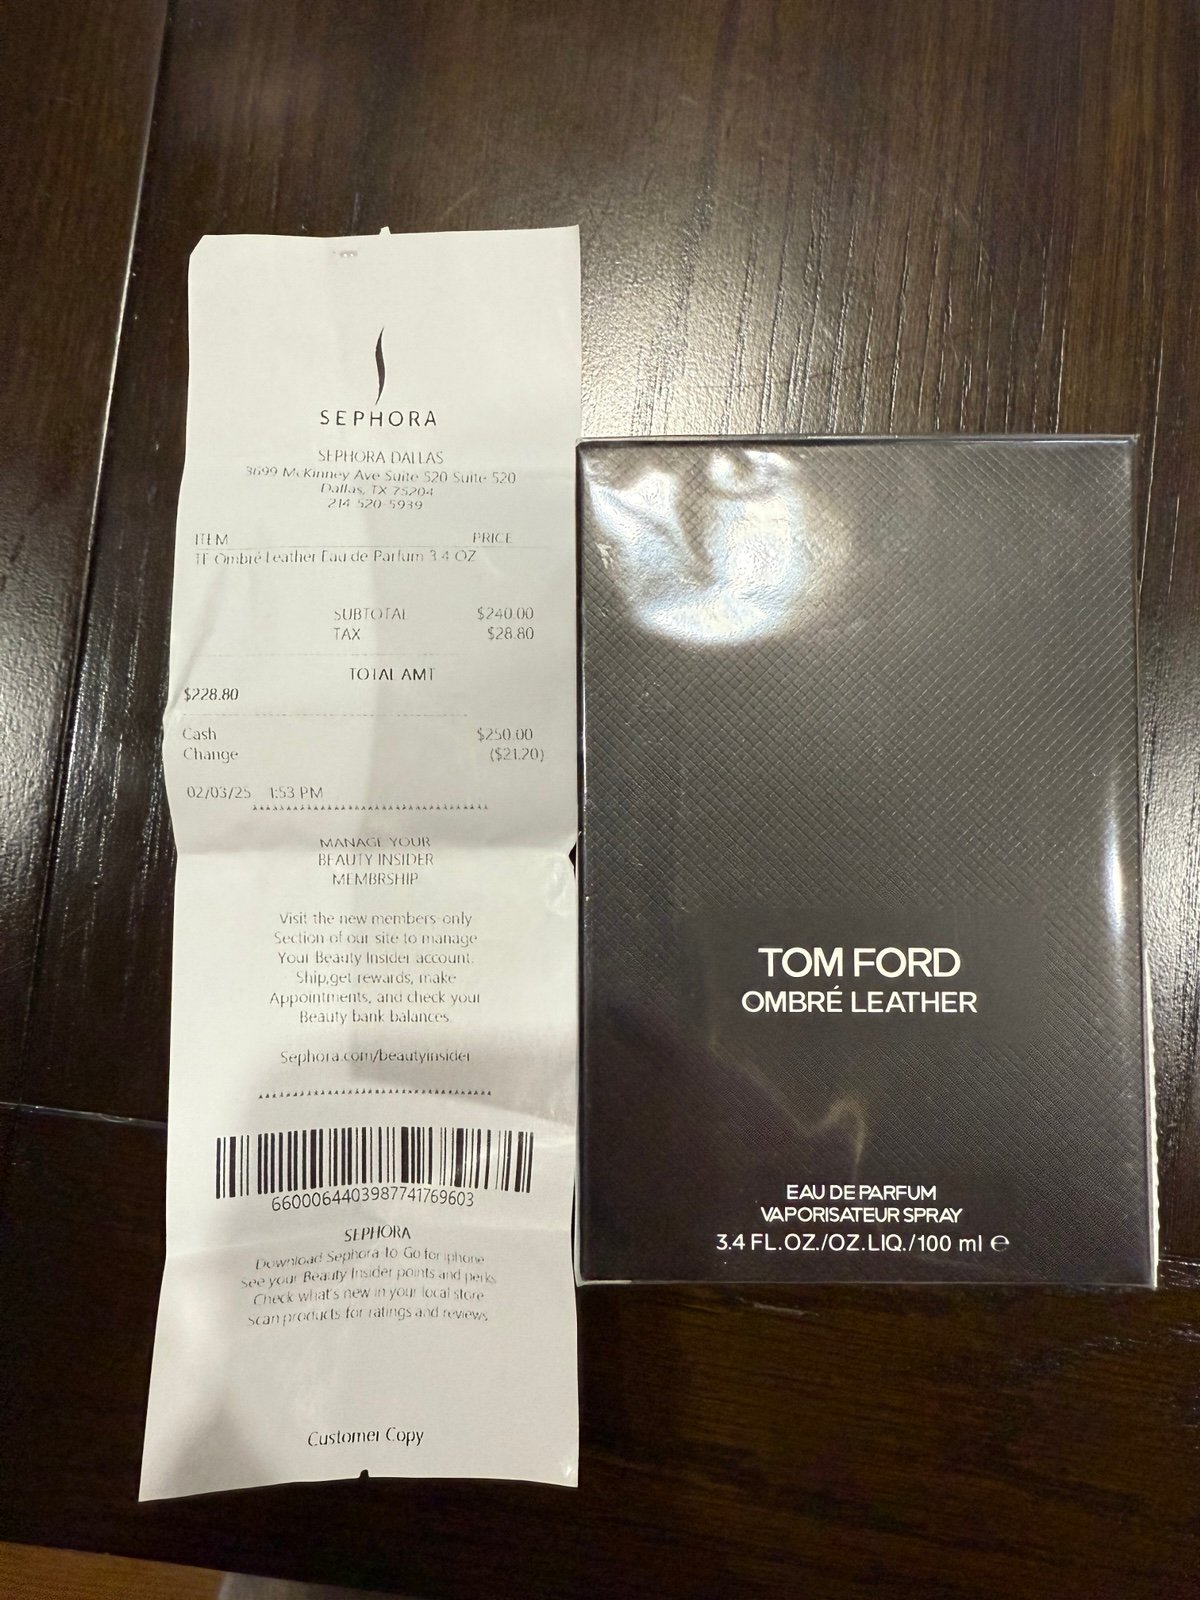 SEPHORA
SEPHORA DALLAS
3699 McKinney Ave Suite 520 Suite 520
Dallas, TX 75204
214-520-5939
ITEM PRICE
TF Ombré Leather Eau de Parfum 3.4 OZ
SUBTOTAL $240.00
TAX $28.80
TOTAL AMT
$228.80
Cash $250.00
Change ($21.20)
02/03/25 1:53 PM
MANAGE YOUR
BEAUTY INSIDER
MEMBRSHIP
Visit the new members-only
Section of our site to manage
Your Beauty Insider account.
Ship,get rewards, make
Appointments, and check your
Beauty bank balances.
Sephora.com/beautyinsider
6600064403987741769603
SEPHORA
Download Sephora-to-Go for iphone
See your Beauty Insider points and perks
Check what's new in your local store
Scan products for ratings and reviews
Customer Copy
TOM FORD
OMBRÉ LEATHER
EAU DE PARFUM
VAPORISATEUR SPRAY
3.4 FL.OZ./OZ.LIQ./100 ml ℮